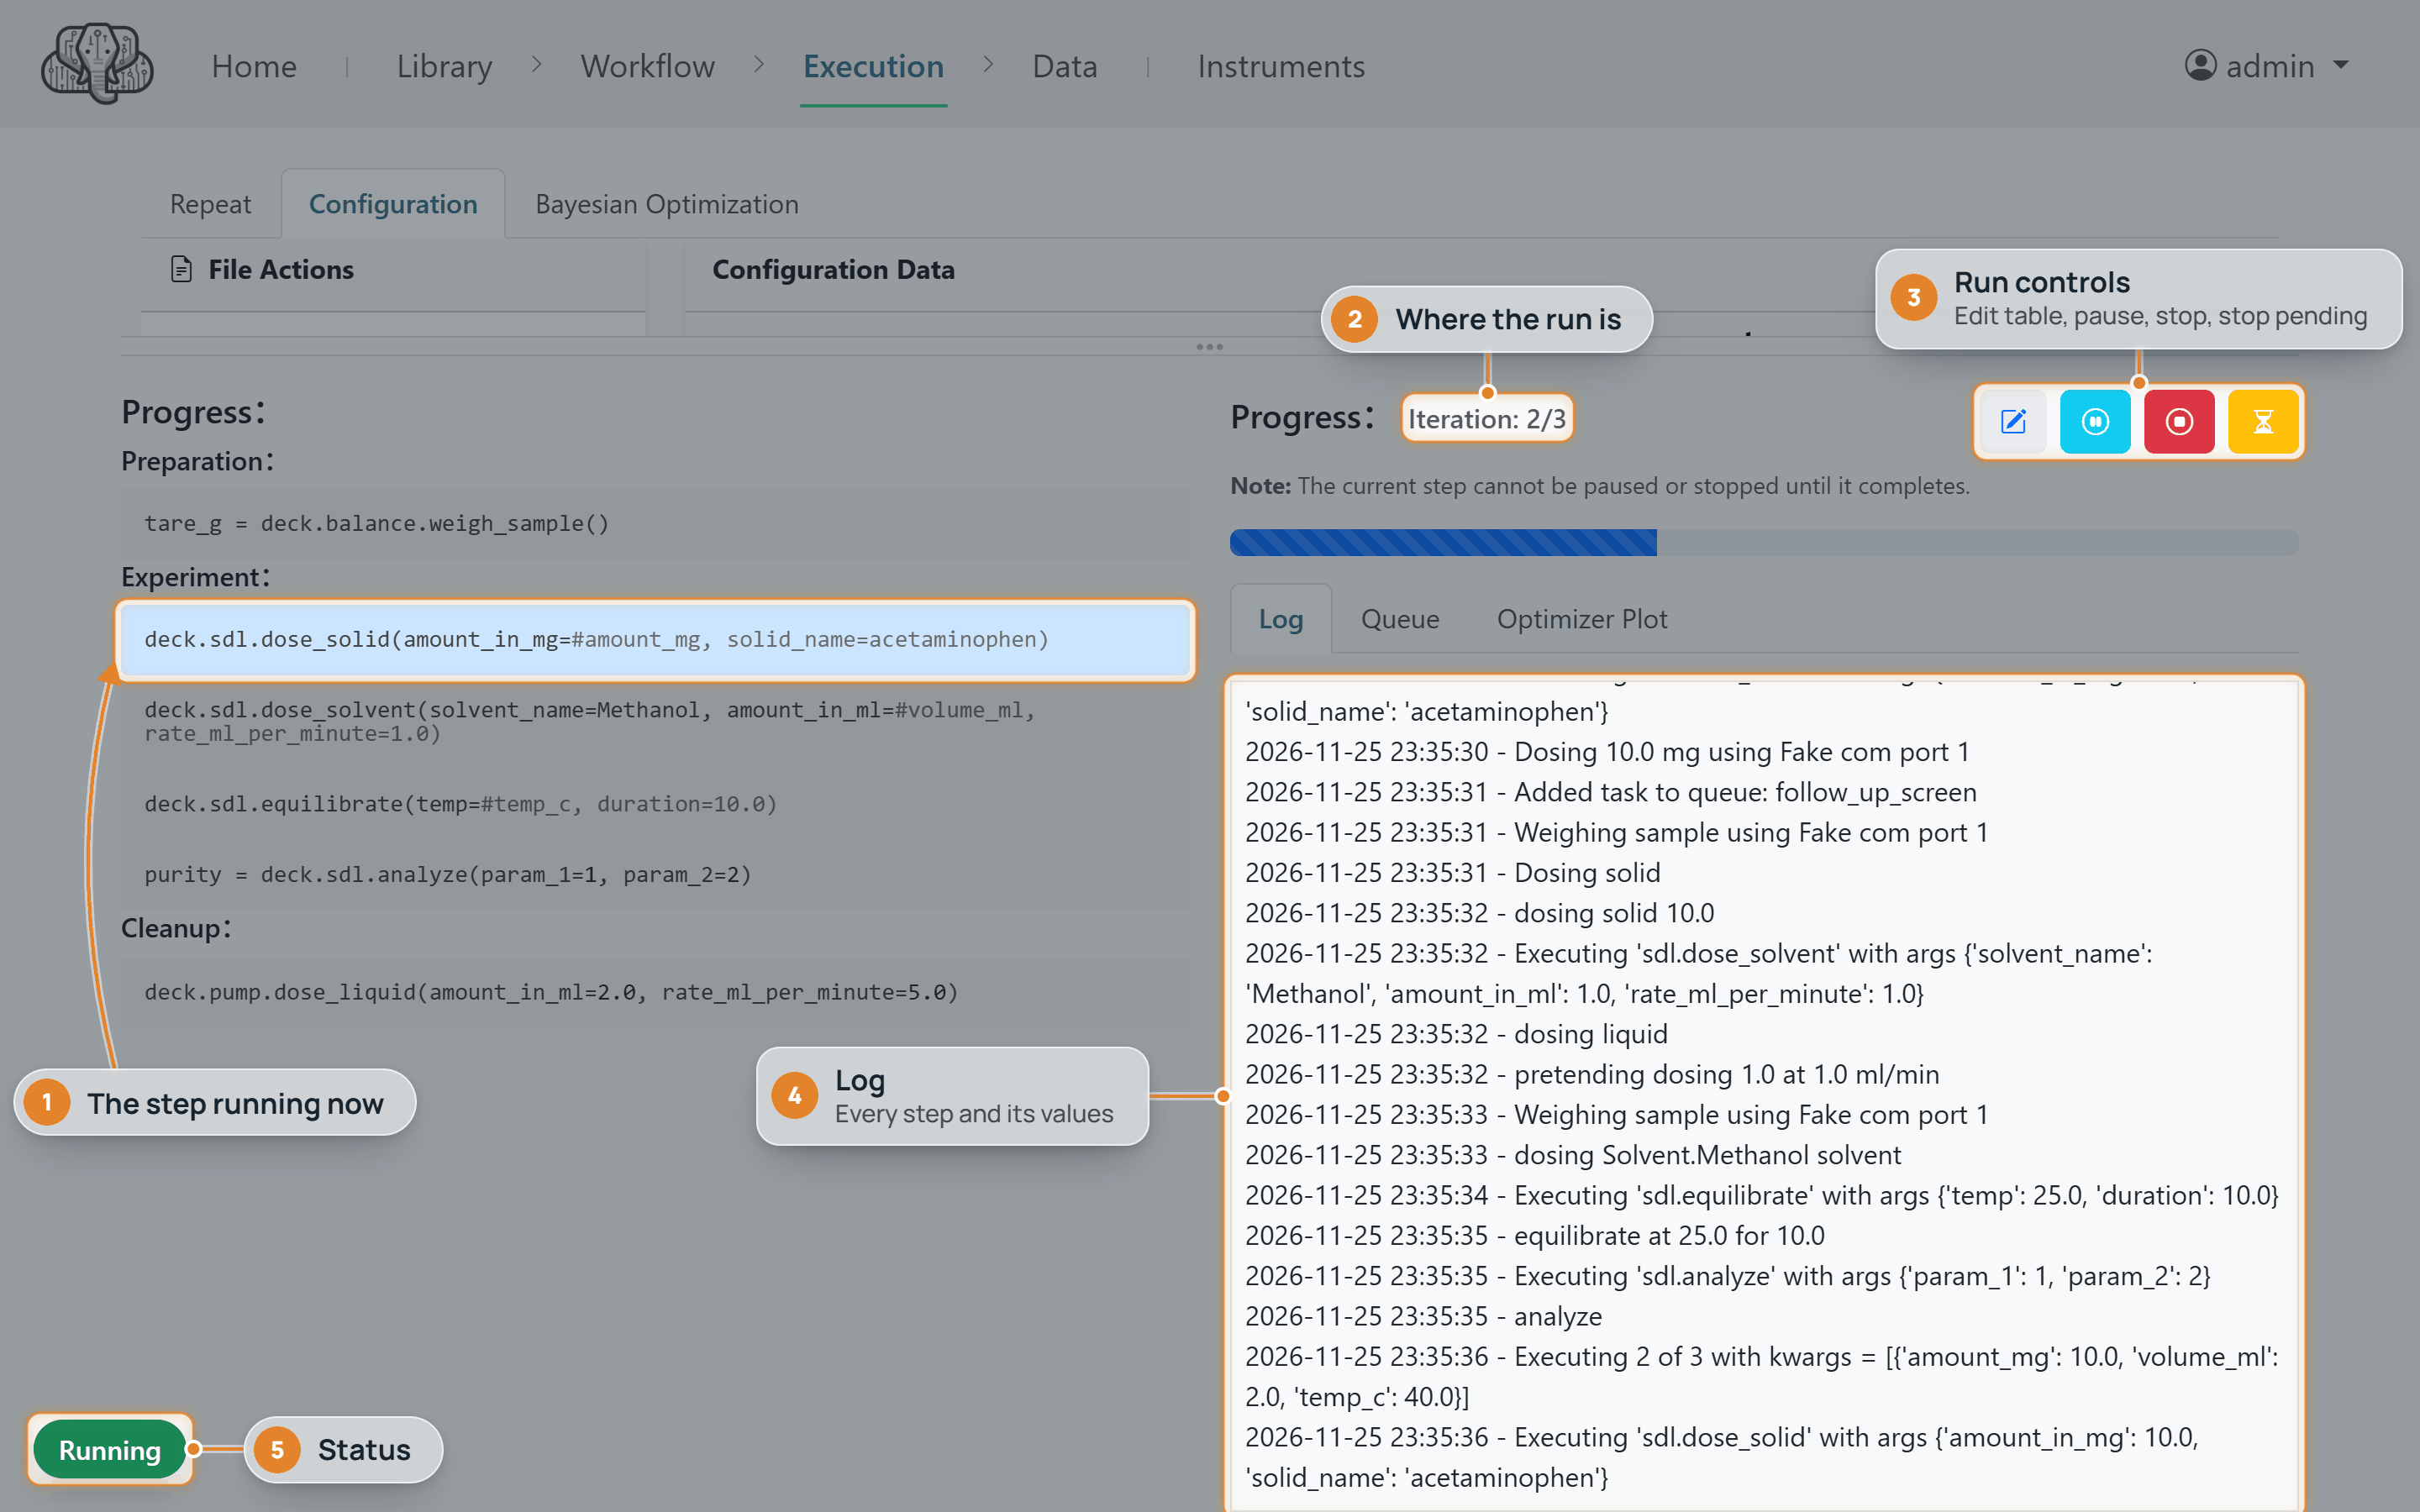 Home
Library
Workflow
Execution
Data
Instruments
admin
Repeat
Configuration
Bayesian Optimization
File Actions
Configuration Data
2 Where the run is
3 Run controls
Edit table, pause, stop, stop pending
Progress:
Preparation:
tare_g = deck.balance.weigh_sample()
Experiment:
deck.sdl.dose_solid(amount_in_mg=#amount_mg, solid_name=acetaminophen)
deck.sdl.dose_solvent(solvent_name=Methanol, amount_in_ml=#volume_ml,
rate_ml_per_minute=1.0)
deck.sdl.equilibrate(temp=#temp_c, duration=10.0)
purity = deck.sdl.analyze(param_1=1, param_2=2)
Cleanup:
deck.pump.dose_liquid(amount_in_ml=2.0, rate_ml_per_minute=5.0)
1 The step running now
4 Log
Every step and its values
Running
5 Status
Progress:
Iteration: 2/3
Note: The current step cannot be paused or stopped until it completes.
Log
Queue
Optimizer Plot
'solid_name': 'acetaminophen'}
2026-11-25 23:35:30 - Dosing 10.0 mg using Fake com port 1
2026-11-25 23:35:31 - Added task to queue: follow_up_screen
2026-11-25 23:35:31 - Weighing sample using Fake com port 1
2026-11-25 23:35:31 - Dosing solid
2026-11-25 23:35:32 - dosing solid 10.0
2026-11-25 23:35:32 - Executing 'sdl.dose_solvent' with args {'solvent_name':
'Methanol', 'amount_in_ml': 1.0, 'rate_ml_per_minute': 1.0}
2026-11-25 23:35:32 - dosing liquid
2026-11-25 23:35:32 - pretending dosing 1.0 at 1.0 ml/min
2026-11-25 23:35:33 - Weighing sample using Fake com port 1
2026-11-25 23:35:33 - dosing Solvent.Methanol solvent
2026-11-25 23:35:34 - Executing 'sdl.equilibrate' with args {'temp': 25.0, 'duration': 10.0}
2026-11-25 23:35:35 - equilibrate at 25.0 for 10.0
2026-11-25 23:35:35 - Executing 'sdl.analyze' with args {'param_1': 1, 'param_2': 2}
2026-11-25 23:35:35 - analyze
2026-11-25 23:35:36 - Executing 2 of 3 with kwargs = [{'amount_mg': 10.0, 'volume_ml':
2.0, 'temp_c': 40.0}]
2026-11-25 23:35:36 - Executing 'sdl.dose_solid' with args {'amount_in_mg': 10.0,
'solid_name': 'acetaminophen'}